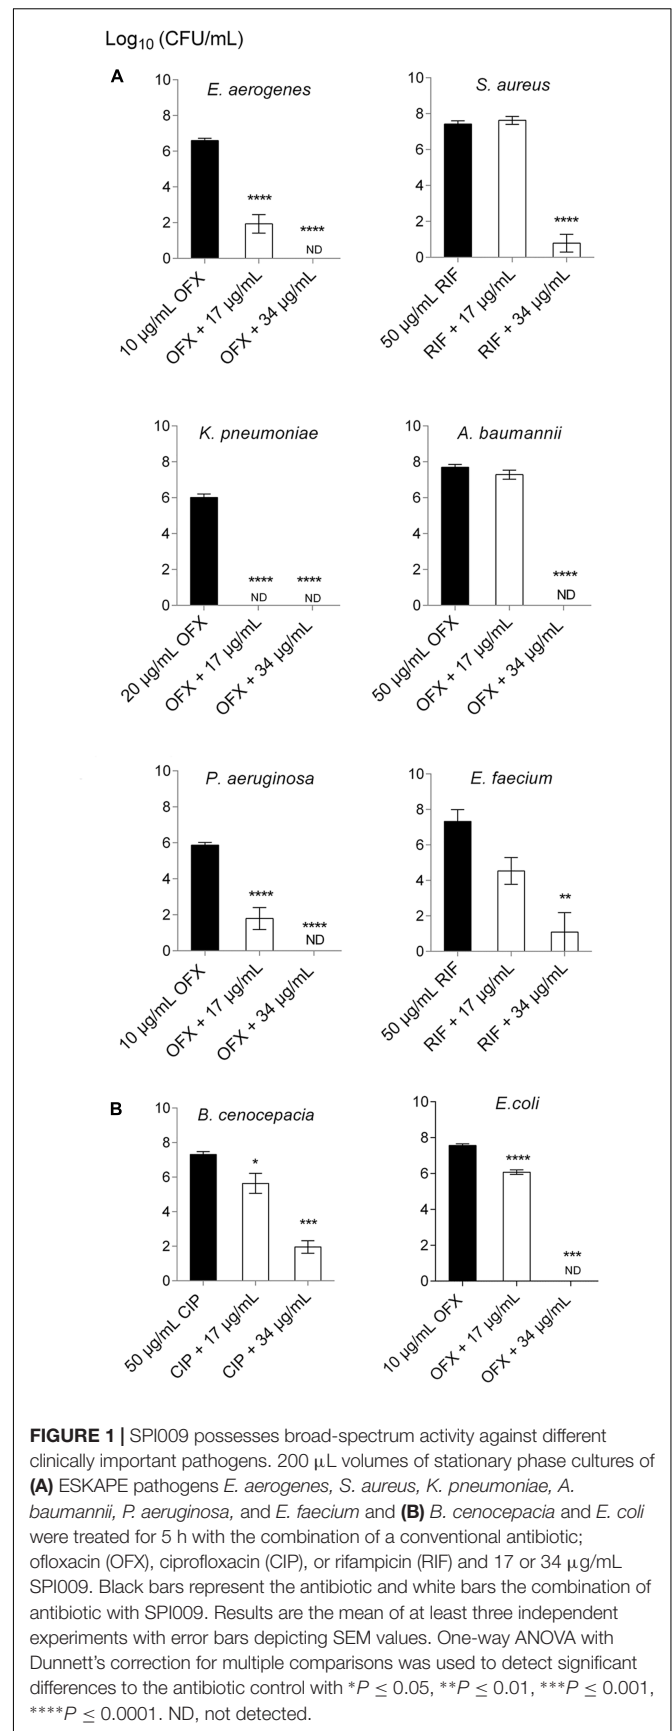 Log10 (CFU/mL)
A
E. aerogenes
10
8
6
4
2
0
****
****
ND
10 µg/mL OFX
OFX + 17 µg/mL
OFX + 34 µg/mL
S. aureus
10
8
6
4
2
0
****
50 µg/mL RIF
RIF + 17 µg/mL
RIF + 34 µg/mL
K. pneumoniae
10
8
6
4
2
0
****
ND
****
ND
20 µg/mL OFX
OFX + 17 µg/mL
OFX + 34 µg/mL
A. baumannii
10
8
6
4
2
0
****
ND
50 µg/mL OFX
OFX + 17 µg/mL
OFX + 34 µg/mL
P. aeruginosa
10
8
6
4
2
0
****
****
ND
10 µg/mL OFX
OFX + 17 µg/mL
OFX + 34 µg/mL
E. faecium
10
8
6
4
2
0
**
50 µg/mL RIF
RIF + 17 µg/mL
RIF + 34 µg/mL
B
B. cenocepacia
10
8
6
4
2
0
*
***
50 µg/mL CIP
CIP + 17 µg/mL
CIP + 34 µg/mL
E.coli
10
8
6
4
2
0
****
***
ND
10 µg/mL OFX
OFX + 17 µg/mL
OFX + 34 µg/mL
FIGURE 1 | SPI009 possesses broad-spectrum activity against different
clinically important pathogens. 200 µL volumes of stationary phase cultures of
(A) ESKAPE pathogens E. aerogenes, S. aureus, K. pneumoniae, A.
baumannii, P. aeruginosa, and E. faecium and (B) B. cenocepacia and E. coli
were treated for 5 h with the combination of a conventional antibiotic;
ofloxacin (OFX), ciprofloxacin (CIP), or rifampicin (RIF) and 17 or 34 µg/mL
SPI009. Black bars represent the antibiotic and white bars the combination of
antibiotic with SPI009. Results are the mean of at least three independent
experiments with error bars depicting SEM values. One-way ANOVA with
Dunnett's correction for multiple comparisons was used to detect significant
differences to the antibiotic control with *P ≤ 0.05, **P ≤ 0.01, ***P ≤ 0.001,
****P ≤ 0.0001. ND, not detected.